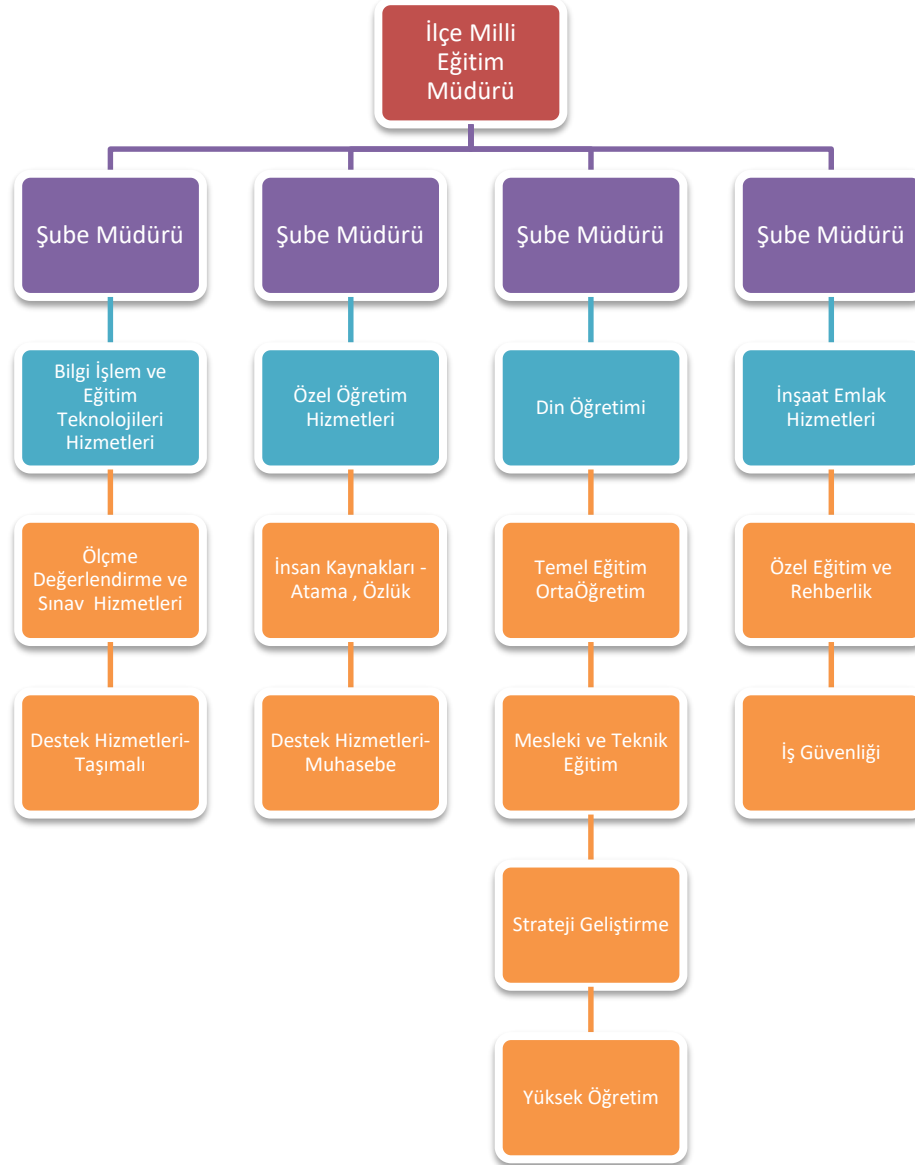 İlçe Milli
Eğitim
Müdürü
Şube Müdürü
Şube Müdürü
Şube Müdürü
Şube Müdürü
Bilgi İşlem ve
Eğitim
Teknolojileri
Hizmetleri
Özel Öğretim
Hizmetleri
Din Öğretimi
İnşaat Emlak
Hizmetleri
Ölçme
Değerlendirme ve
Sınav  Hizmetleri
İnsan Kaynakları -
Atama , Özlük
Temel Eğitim
OrtaÖğretim
Özel Eğitim ve
Rehberlik
Destek Hizmetleri-
Taşımalı
Destek Hizmetleri-
Muhasebe
Mesleki ve Teknik
Eğitim
İş Güvenliği
Strateji Geliştirme
Yüksek Öğretim